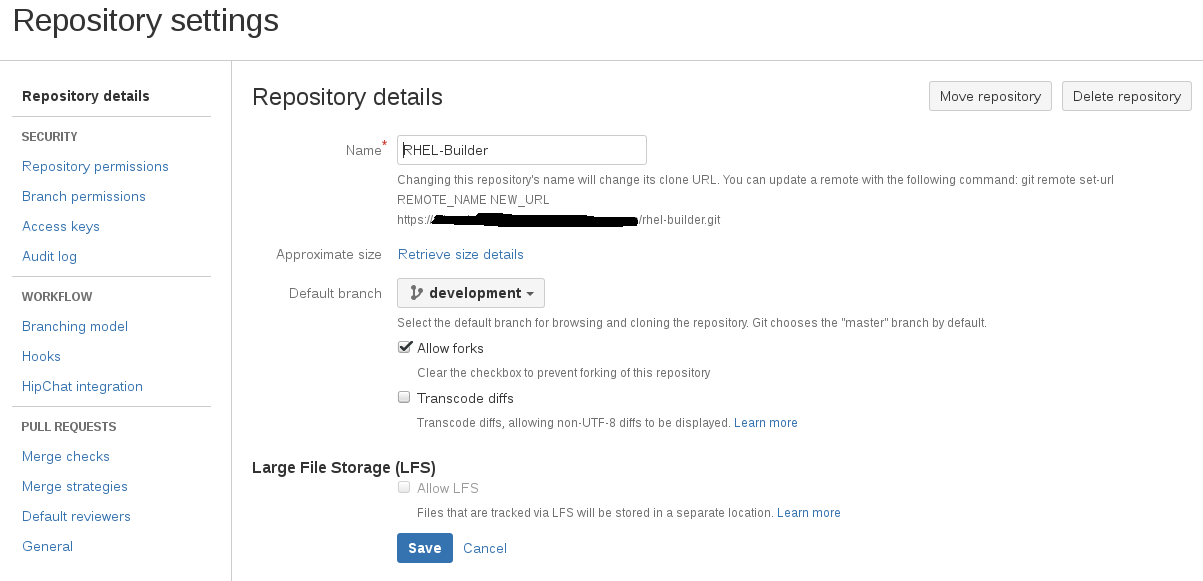 Repository settings
Repository details
SECURITY
Repository permissions
Branch permissions
Access keys
Audit log
WORKFLOW
Branching model
Hooks
HipChat integration
PULL REQUESTS
Merge checks
Merge strategies
Default reviewers
General
Repository details
Move repository
Delete repository
Name*
RHEL-Builder
Changing this repository's name will change its clone URL. You can update a remote with the following command: git remote set-url
REMOTE_NAME NEW_URL
https:// /rhel-builder.git
Approximate size
Retrieve size details
Default branch
development
Select the default branch for browsing and cloning the repository. Git chooses the "master" branch by default.
Allow forks
Clear the checkbox to prevent forking of this repository
Transcode diffs
Transcode diffs, allowing non-UTF-8 diffs to be displayed. Learn more
Large File Storage (LFS)
Allow LFS
Files that are tracked via LFS will be stored in a separate location. Learn more
Save
Cancel